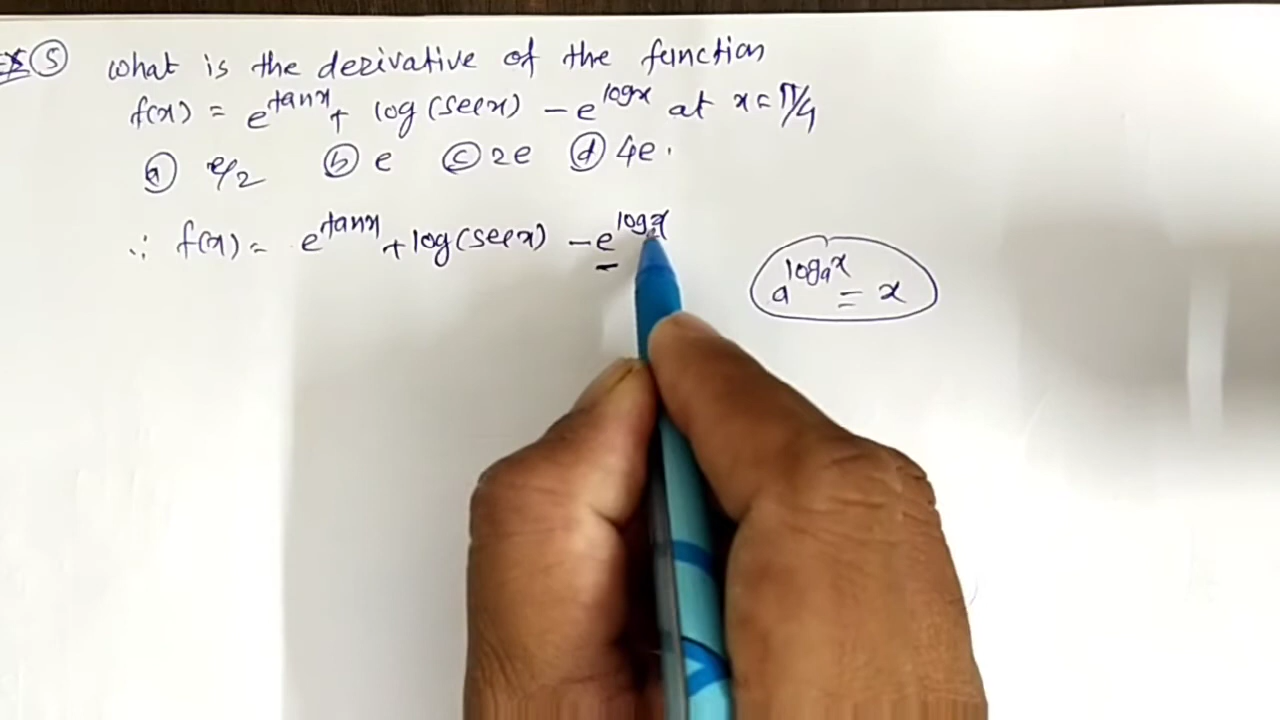 Ex ⑤ What is the derivative of the function
f(x) = e^tanx + log(secx) - e^logx at x = π/4
ⓐ e/2 ⓑ e ⓒ 2e ⓓ 4e.
∴ f(x) = e^tanx + log(secx) - e^logx
a^logₐx = x